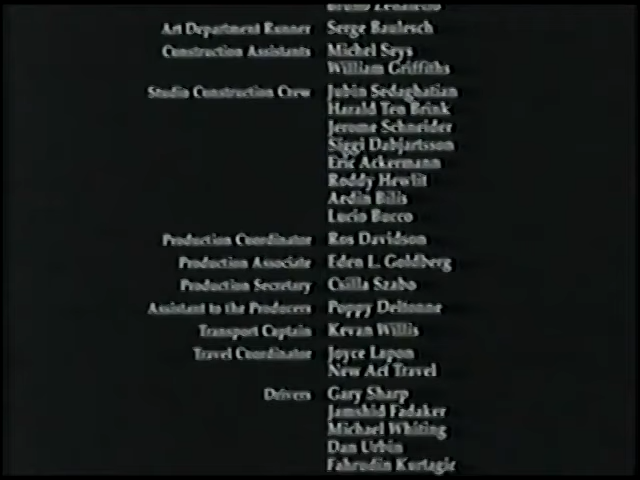 Art Department Runner Serge Baulesch
Construction Assistants Michel Seys
William Griffiths
Studio Construction Crew Jubin Sedaghatian
Harald Ten Brink
Jerome Schneider
Siggi Dabjartsson
Eric Ackermann
Roddy Hewlit
Ardin Bilis
Lucio Bucco
Production Coordinator Ros Davidson
Production Associate Eden L. Goldberg
Production Secretary Csilla Szabo
Assistant to the Producers Poppy Deltonne
Transport Captain Kevan Willis
Travel Coordinator Joyce Lapon
New Act Travel
Drivers Gary Sharp
Jamshid Fadaker
Michael Whiting
Dan Urbin
Fahrudin Kurtagic